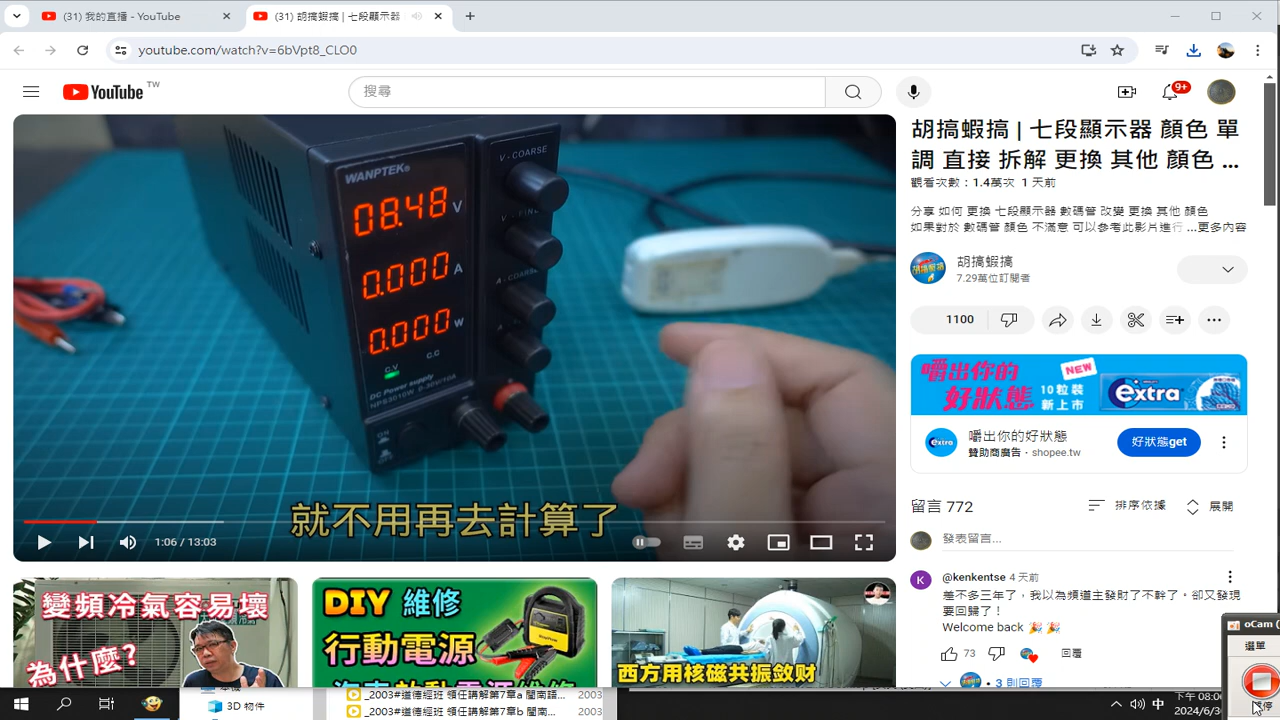 (31) 我的直播 - YouTube
(31) 胡搞蝦搞 | 七段顯示器
youtube.com/watch?v=6bVpt8_CLO0
YouTube TW
搜尋
9+
WANPTEK®
V-COARSE
08.48 V
V-FINE
0.000 A
A-COARSE
0.000 W
C.V
C.C
DC Power supply
NPS3010W 0-30V/10A
ON
就不用再去計算了
1:06 / 13:03
胡搞蝦搞 | 七段顯示器 顏色 單
調 直接 拆解 更換 其他 顏色 ...
觀看次數：1.4萬次 1 天前
分享 如何 更換 七段顯示器 數碼管 改變 更換 其他 顏色
如果對於 數碼管 顏色 不滿意 可以參考此影片進行 ...更多內容
胡搞蝦搞
7.29萬位訂閱者
1100
嚼出你的
好狀態
NEW
10粒裝
新上市
extra
extra
嚼出你的好狀態
贊助商廣告・shopee.tw
好狀態get
留言 772
排序依據
展開
發表留言...
K
@kenkentse 4 天前
差不多三年了，我以為頻道主發財了不幹了。卻又發現
要回歸了！
Welcome back 🎉 🎉
73
回覆
3 則回覆
變頻冷氣容易壞
為什麼?
DIY 維修
行動電源
西方用核磁共振斂財
oCam (
選單
3D 物件
_2003#道德經班 領任講解第7章a 閩南語...
2003
_2003#道德經班 領任講解第7章b 閩南...
2003
中
下午 08:0
2024/6/3